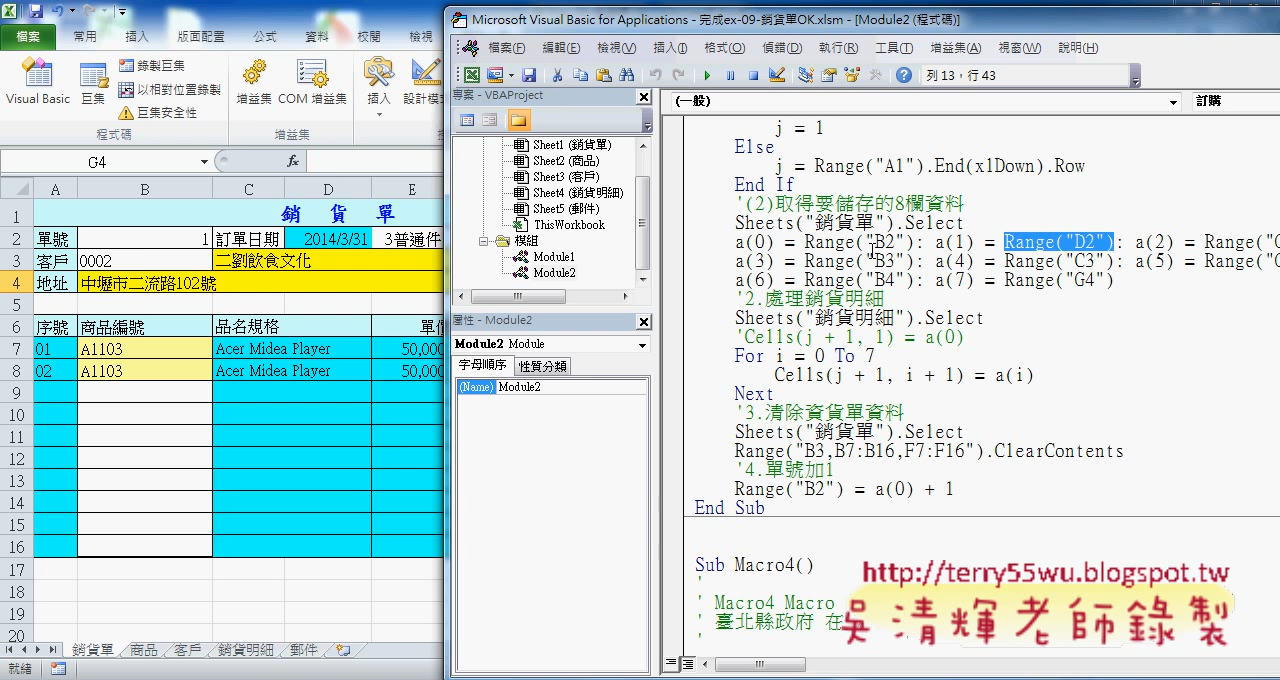 Microsoft Visual Basic for Applications - 完成ex-09-銷貨單OK.xlsm - [Module2 (程式碼)]
檔案 常用 插入 版面配置 公式 資料 校閱 檢視
檔案(F) 編輯(E) 檢視(V) 插入(I) 格式(O) 偵錯(D) 執行(R) 工具(T) 增益集(A) 視窗(W) 說明(H)
列 13，行 43
Visual Basic 巨集 錄製巨集 以相對位置錄製 巨集安全性 增益集 COM 增益集 插入 設計模式
程式碼 增益集
專案 - VBAProject
(一般) 訂購
G4 fx
Sheet1 (銷貨單)
Sheet2 (商品)
Sheet3 (客戶)
Sheet4 (銷貨明細)
Sheet5 (郵件)
ThisWorkbook
模組
Module1
Module2
屬性 - Module2
Module2 Module
字母順序 性質分類
(Name) Module2
A B C D E
1 銷 貨 單
2 單號 1 訂單日期 2014/3/31 3普通件
3 客戶 0002 二劉飲食文化
4 地址 中壢市二流路102號
5
6 序號 商品編號 品名規格 單價
7 01 A1103 Acer Midea Player 50,000
8 02 A1103 Acer Midea Player 50,000
9
10
11
12
13
14
15
16
17
18
19
20
銷貨單 商品 客戶 銷貨明細 郵件
就緒
j = 1
Else
j = Range("A1").End(xlDown).Row
End If
'(2)取得要儲存的8欄資料
Sheets("銷貨單").Select
a(0) = Range("B2"): a(1) = Range("D2"): a(2) = Range("
a(3) = Range("B3"): a(4) = Range("C3"): a(5) = Range("
a(6) = Range("B4"): a(7) = Range("G4")
'2.處理銷貨明細
Sheets("銷貨明細").Select
'Cells(j + 1, 1) = a(0)
For i = 0 To 7
Cells(j + 1, i + 1) = a(i)
Next
'3.清除資貨單資料
Sheets("銷貨單").Select
Range("B3,B7:B16,F7:F16").ClearContents
'4.單號加1
Range("B2") = a(0) + 1
End Sub
Sub Macro4()
'
' Macro4 Macro
' 臺北縣政府 在
'
http://terry55wu.blogspot.tw
吳清輝老師錄製